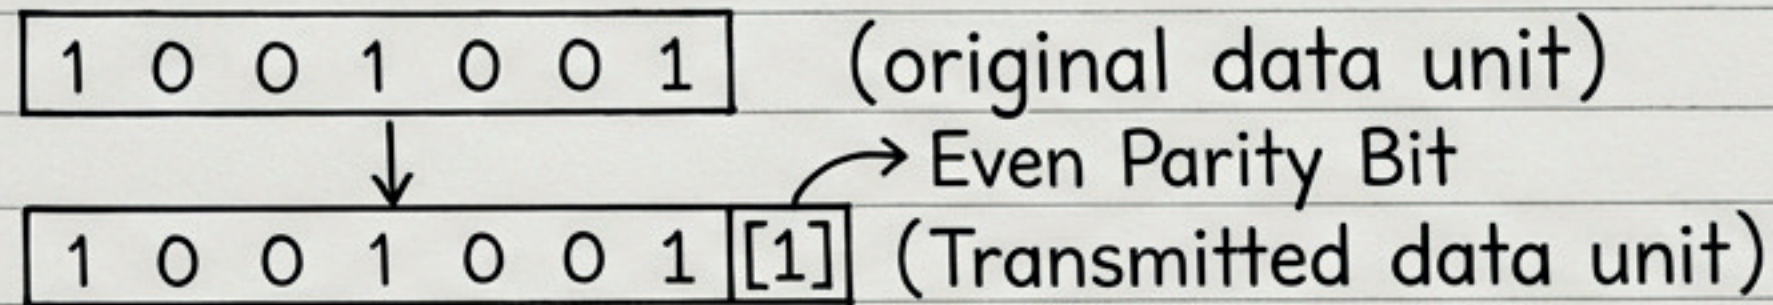 1 0 0 1 0 0 1 (original data unit)
Even Parity Bit
1 0 0 1 0 0 1 [1] (Transmitted data unit)